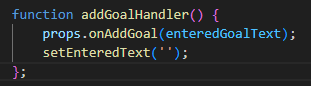 function addGoalHandler() {
    props.onAddGoal(enteredGoalText);
    setEnteredText('');
};